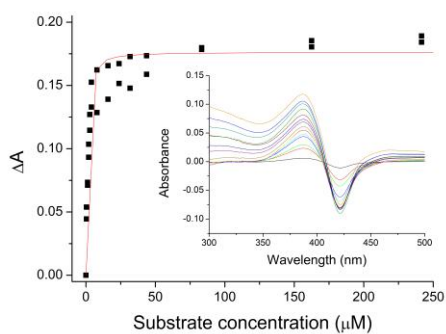 0.20
0.15
0.10
0.05
0.00
ΔA
0 50 100 150 200 250
Substrate concentration (μM)
0.15
0.10
0.05
0.00
-0.05
-0.10
Absorbance
300 350 400 450 500
Wavelength (nm)